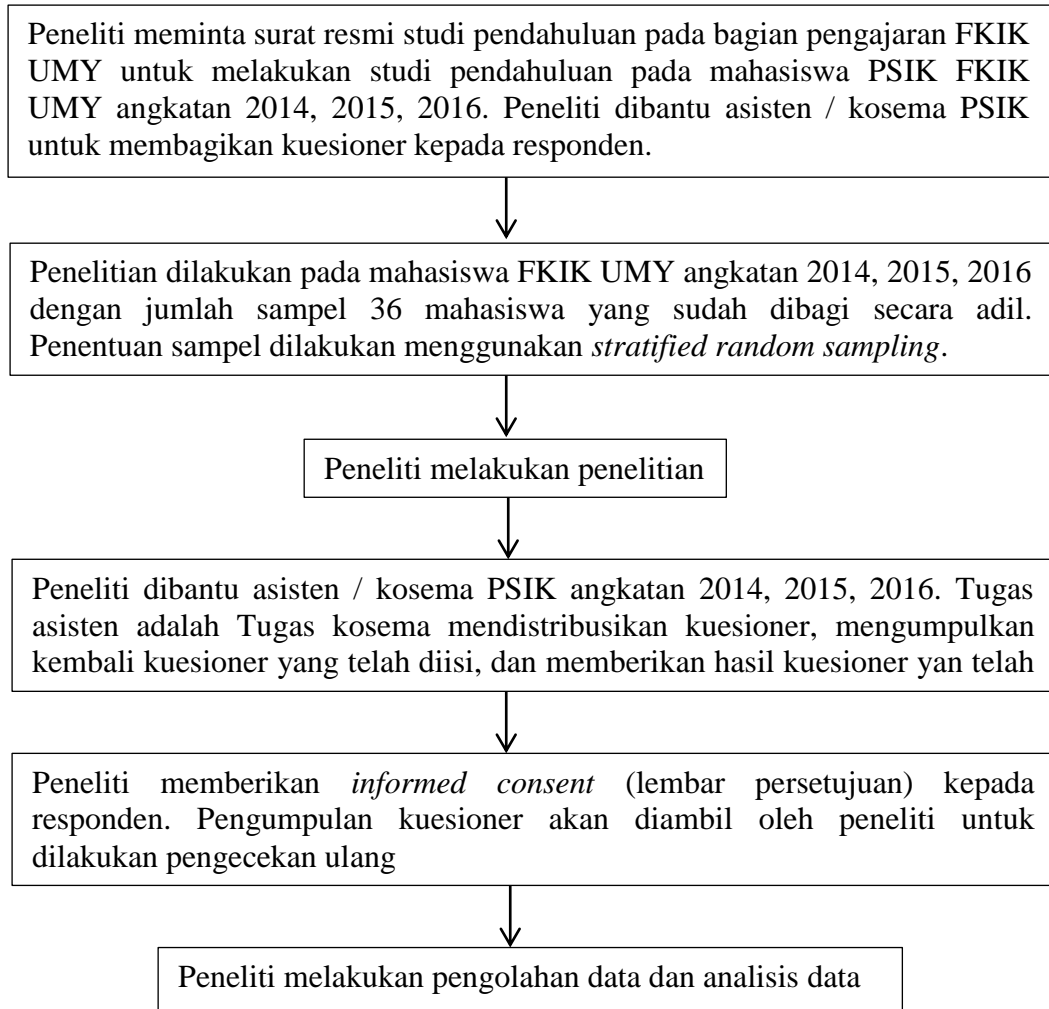 Peneliti meminta surat resmi studi pendahuluan pada bagian pengajaran FKIK
UMY untuk melakukan studi pendahuluan pada mahasiswa PSIK FKIK
UMY angkatan 2014, 2015, 2016. Peneliti dibantu asisten / kosema PSIK
untuk membagikan kuesioner kepada responden.
Penelitian dilakukan pada mahasiswa FKIK UMY angkatan 2014, 2015, 2016
dengan jumlah sampel 36 mahasiswa yang sudah dibagi secara adil.
Penentuan sampel dilakukan menggunakan stratified random sampling.
Peneliti melakukan penelitian
Peneliti dibantu asisten / kosema PSIK angkatan 2014, 2015, 2016. Tugas
asisten adalah Tugas kosema mendistribusikan kuesioner, mengumpulkan
kembali kuesioner yang telah diisi, dan memberikan hasil kuesioner yan telah
Peneliti memberikan informed consent (lembar persetujuan) kepada
responden. Pengumpulan kuesioner akan diambil oleh peneliti untuk
dilakukan pengecekan ulang
Peneliti melakukan pengolahan data dan analisis data